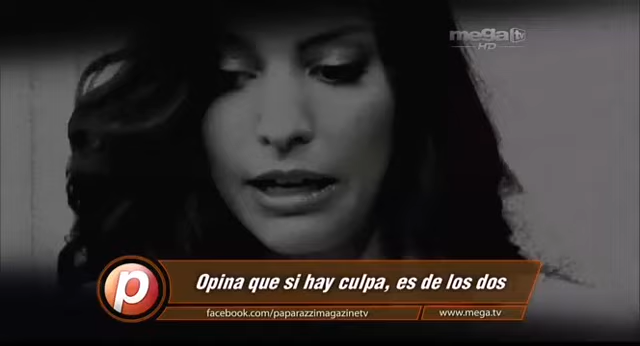 mega tv
HD
p
Opina que si hay culpa, es de los dos
facebook.com/paparazzimagazinetv
www.mega.tv